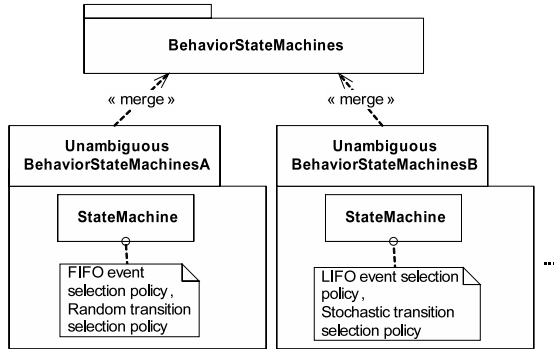 BehaviorStateMachines
« merge »
« merge »
Unambiguous
BehaviorStateMachinesA
StateMachine
FIFO event
selection policy,
Random transition
selection policy
Unambiguous
BehaviorStateMachinesB
StateMachine
LIFO event selection
policy,
Stochastic transition
selection policy
...